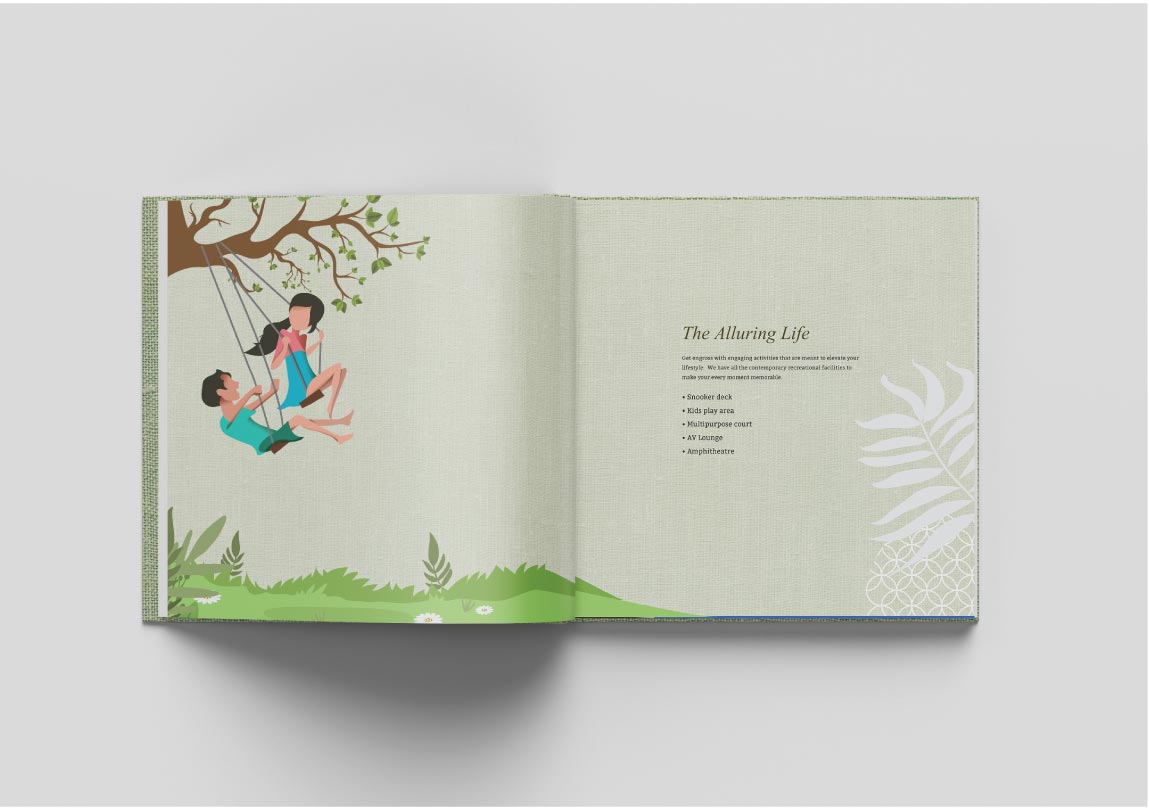 The Alluring Life
Get engross with engaging activities that are meant to elevate your
lifestyle. We have all the contemporary recreational facilities to
make your every moment memorable.
• Snooker deck
• Kids play area
• Multipurpose court
• AV Lounge
• Amphitheatre